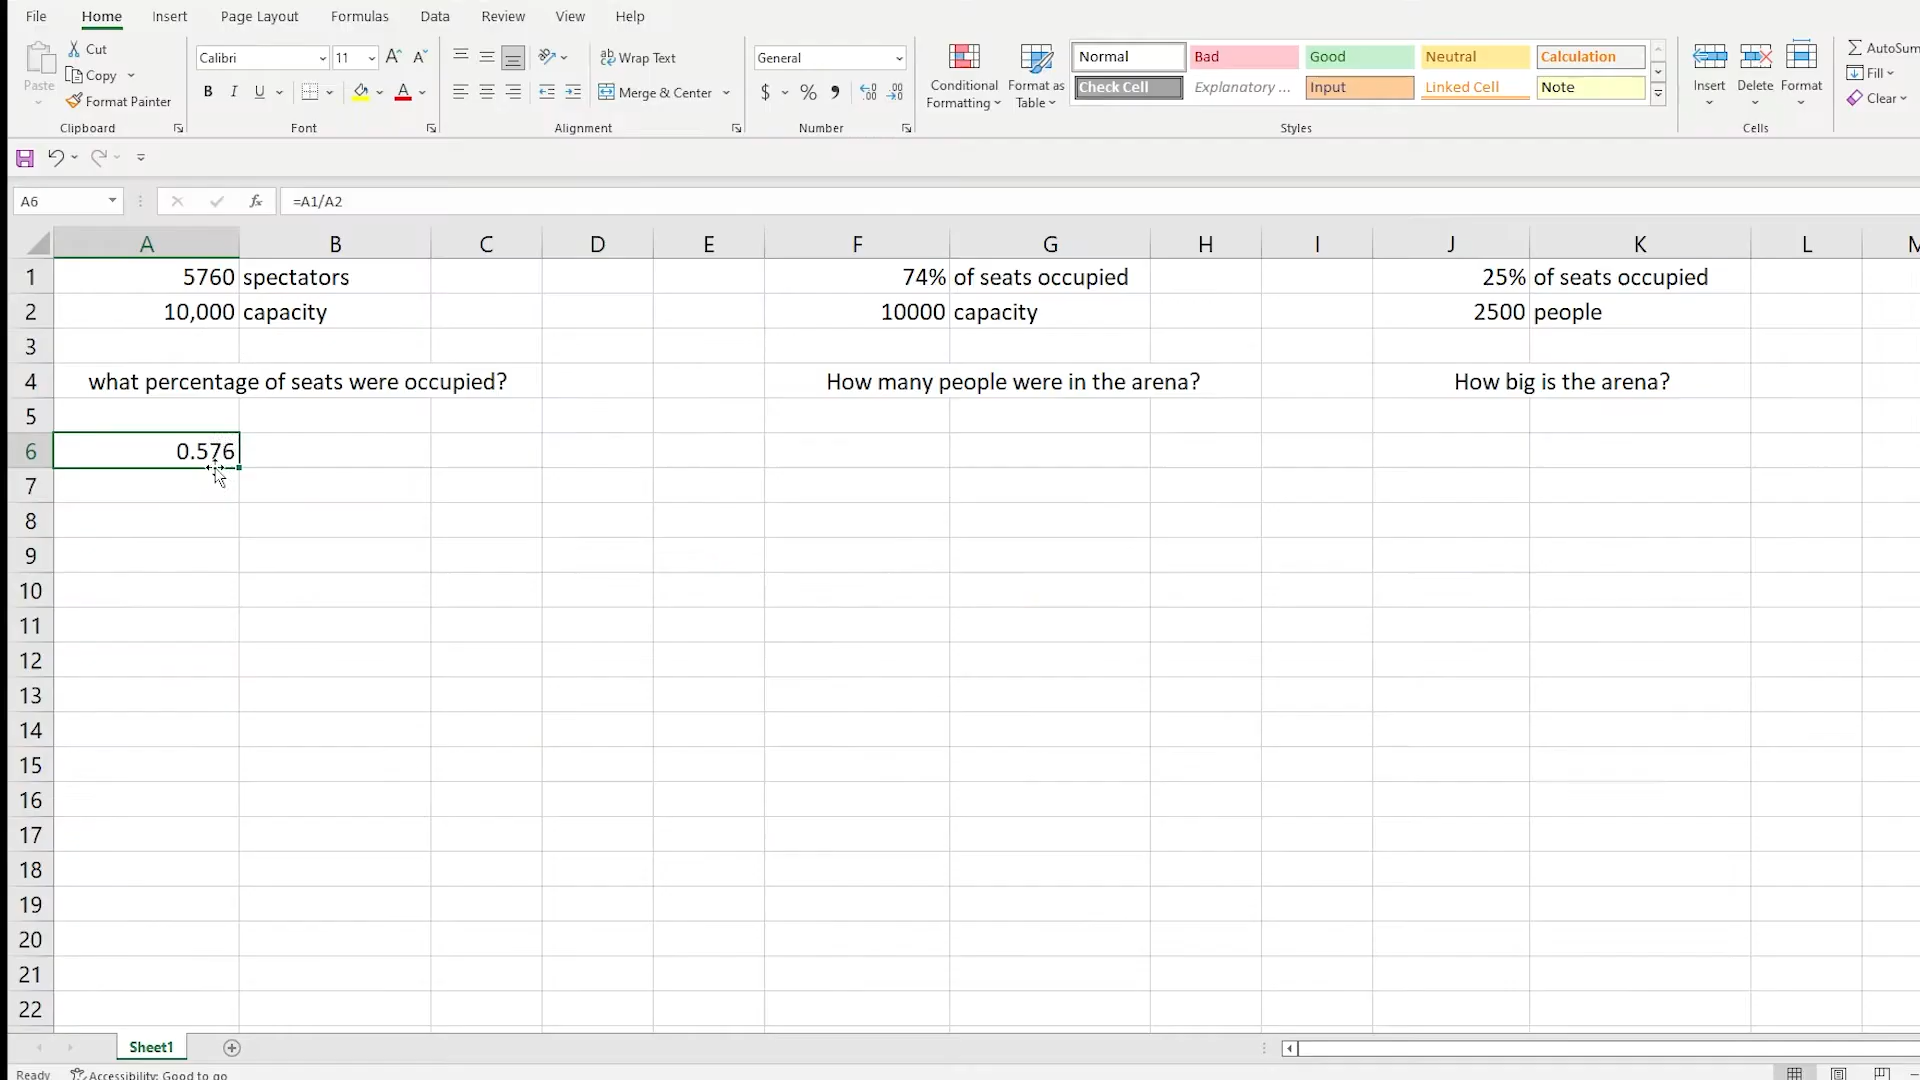 File Home Insert Page Layout Formulas Data Review View Help
Paste
Cut
Copy
Format Painter
Clipboard
Calibri 11
B I U
Font
Wrap Text
Merge & Center
Alignment
General
$ %
Number
Conditional Formatting
Format as Table
Normal Bad Good Neutral Calculation
Check Cell Explanatory ... Input Linked Cell Note
Styles
Insert Delete Format
Cells
AutoSum
Fill
Clear
A6 fx =A1/A2
A B C D E F G H I J K L
1 5760 spectators 74% of seats occupied 25% of seats occupied
2 10,000 capacity 10000 capacity 2500 people
3
4 what percentage of seats were occupied? How many people were in the arena? How big is the arena?
5
6 0.576
7
8
9
10
11
12
13
14
15
16
17
18
19
20
21
22
Sheet1
Ready Accessibility: Good to go